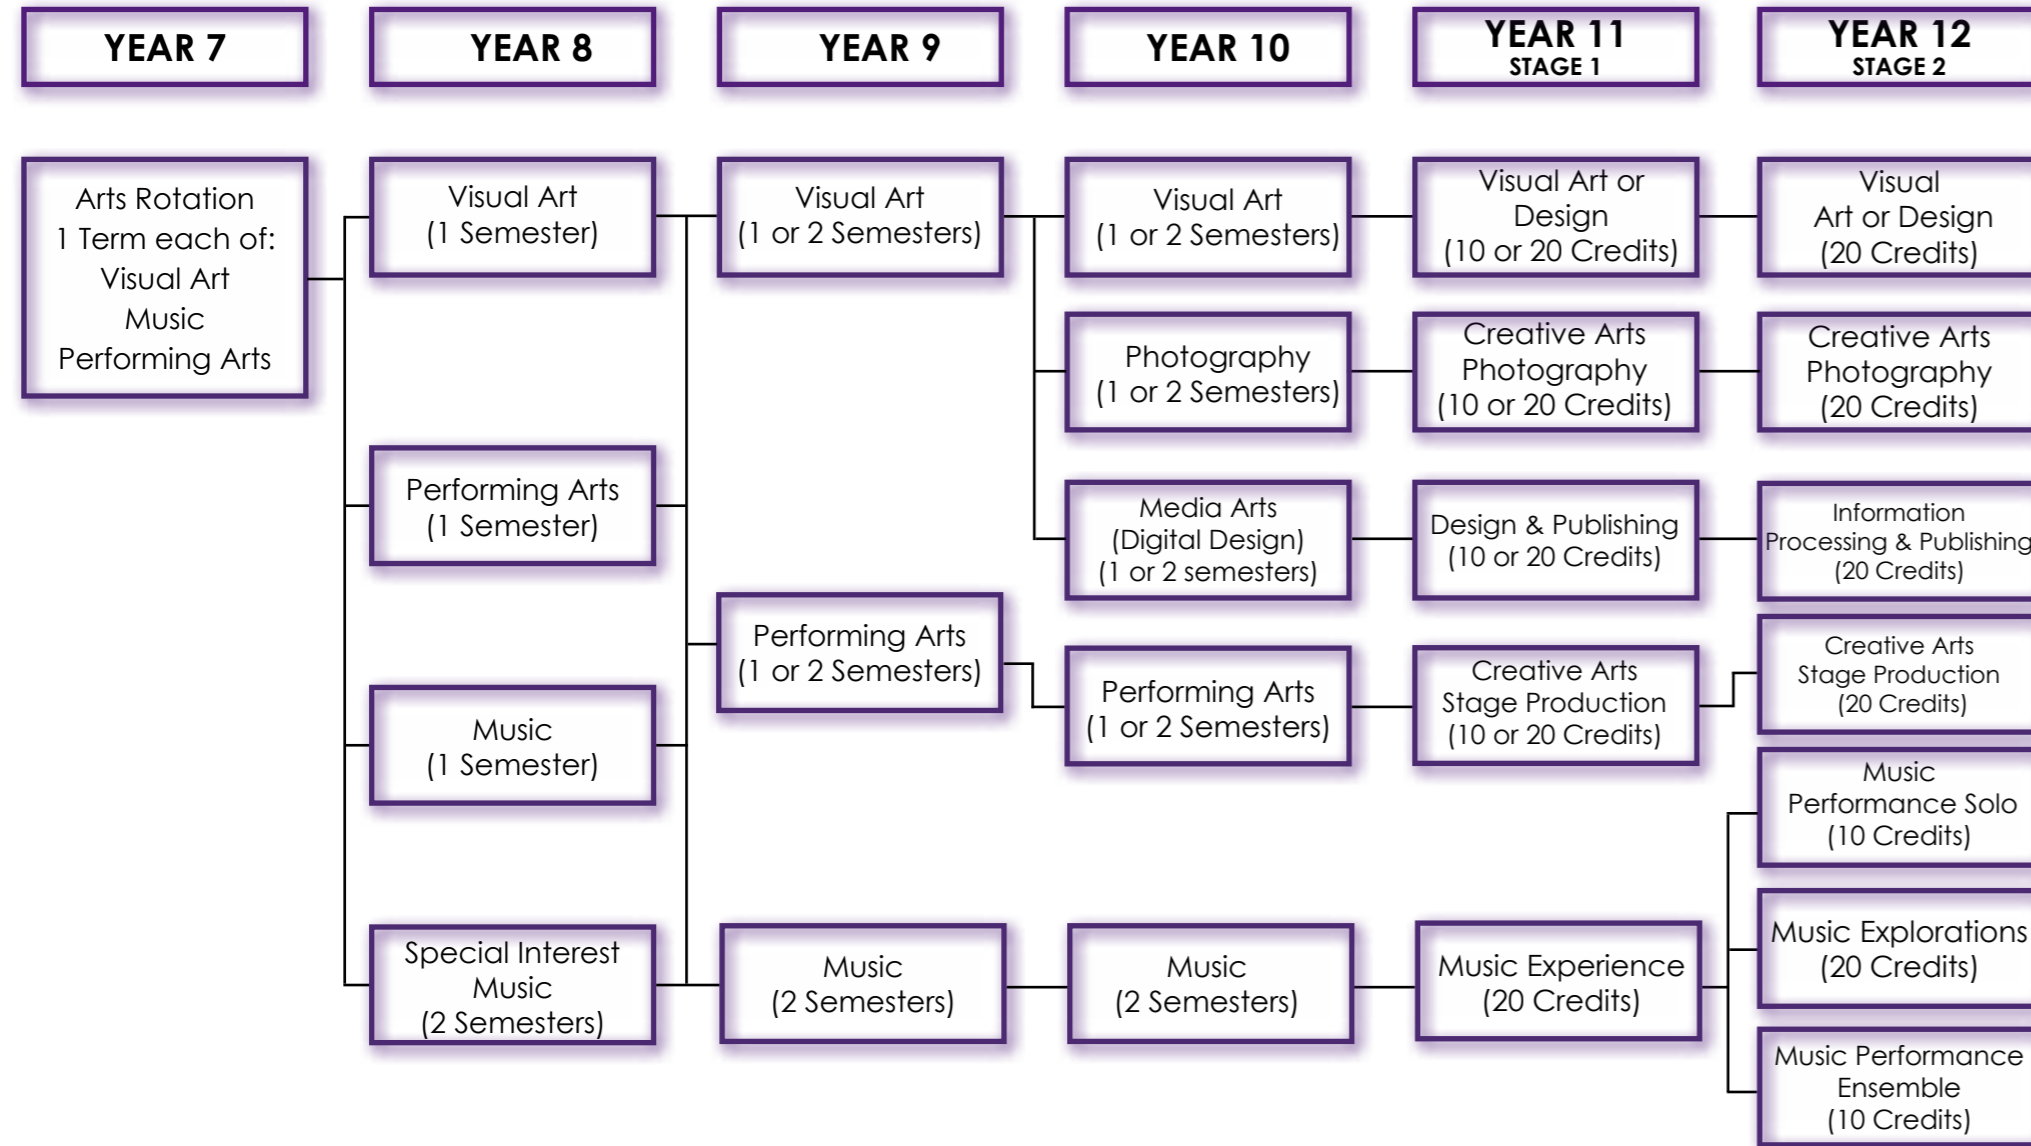 YEAR 7
YEAR 8
YEAR 9
YEAR 10
YEAR 11
STAGE 1
YEAR 12
STAGE 2
Arts Rotation
1 Term each of:
Visual Art
Music
Performing Arts
Visual Art
(1 Semester)
Performing Arts
(1 Semester)
Music
(1 Semester)
Special Interest
Music
(2 Semesters)
Visual Art
(1 or 2 Semesters)
Performing Arts
(1 or 2 Semesters)
Music
(2 Semesters)
Visual Art
(1 or 2 Semesters)
Photography
(1 or 2 Semesters)
Media Arts
(Digital Design)
(1 or 2 semesters)
Performing Arts
(1 or 2 Semesters)
Music
(2 Semesters)
Visual Art or
Design
(10 or 20 Credits)
Creative Arts
Photography
(10 or 20 Credits)
Design & Publishing
(10 or 20 Credits)
Creative Arts
Stage Production
(10 or 20 Credits)
Music Experience
(20 Credits)
Visual
Art or Design
(20 Credits)
Creative Arts
Photography
(20 Credits)
Information
Processing & Publishing
(20 Credits)
Creative Arts
Stage Production
(20 Credits)
Music
Performance Solo
(10 Credits)
Music Explorations
(20 Credits)
Music Performance
Ensemble
(10 Credits)